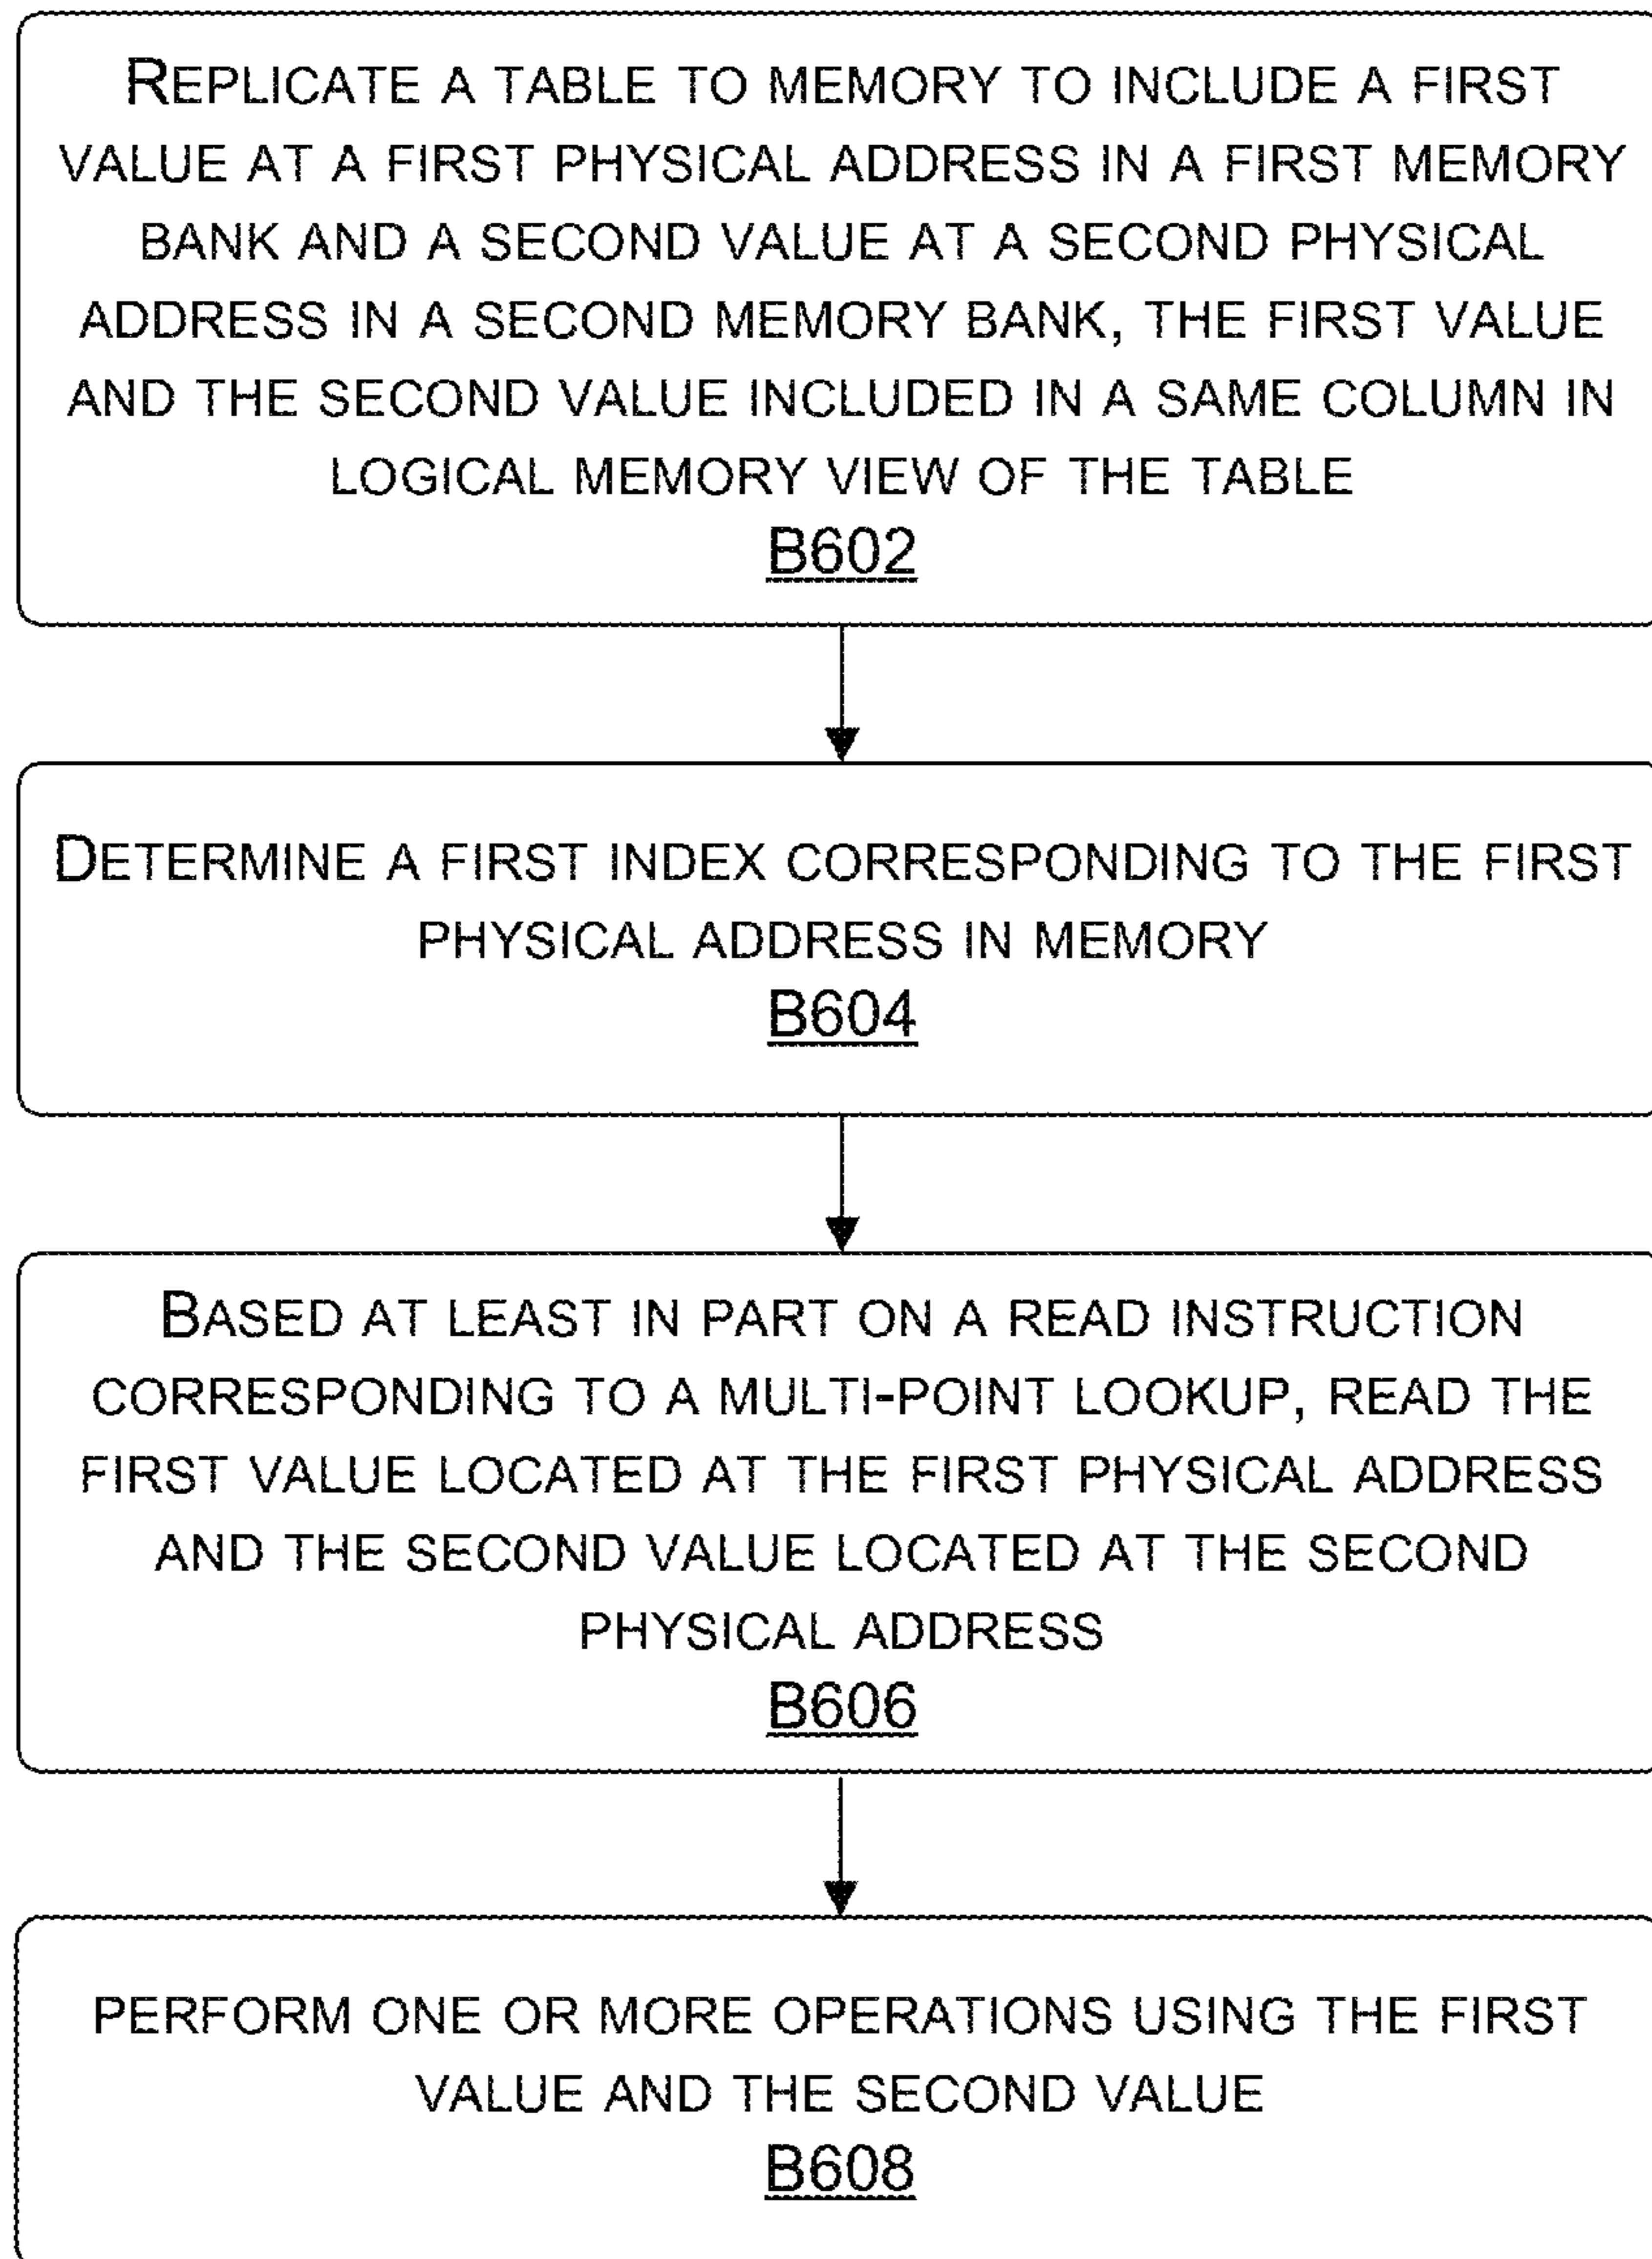 REPLICATE A TABLE TO MEMORY TO INCLUDE A FIRST
VALUE AT A FIRST PHYSICAL ADDRESS IN A FIRST MEMORY
BANK AND A SECOND VALUE AT A SECOND PHYSICAL
ADDRESS IN A SECOND MEMORY BANK, THE FIRST VALUE
AND THE SECOND VALUE INCLUDED IN A SAME COLUMN IN
LOGICAL MEMORY VIEW OF THE TABLE
B602
DETERMINE A FIRST INDEX CORRESPONDING TO THE FIRST
PHYSICAL ADDRESS IN MEMORY
B604
BASED AT LEAST IN PART ON A READ INSTRUCTION
CORRESPONDING TO A MULTI-POINT LOOKUP, READ THE
FIRST VALUE LOCATED AT THE FIRST PHYSICAL ADDRESS
AND THE SECOND VALUE LOCATED AT THE SECOND
PHYSICAL ADDRESS
B606
PERFORM ONE OR MORE OPERATIONS USING THE FIRST
VALUE AND THE SECOND VALUE
B608